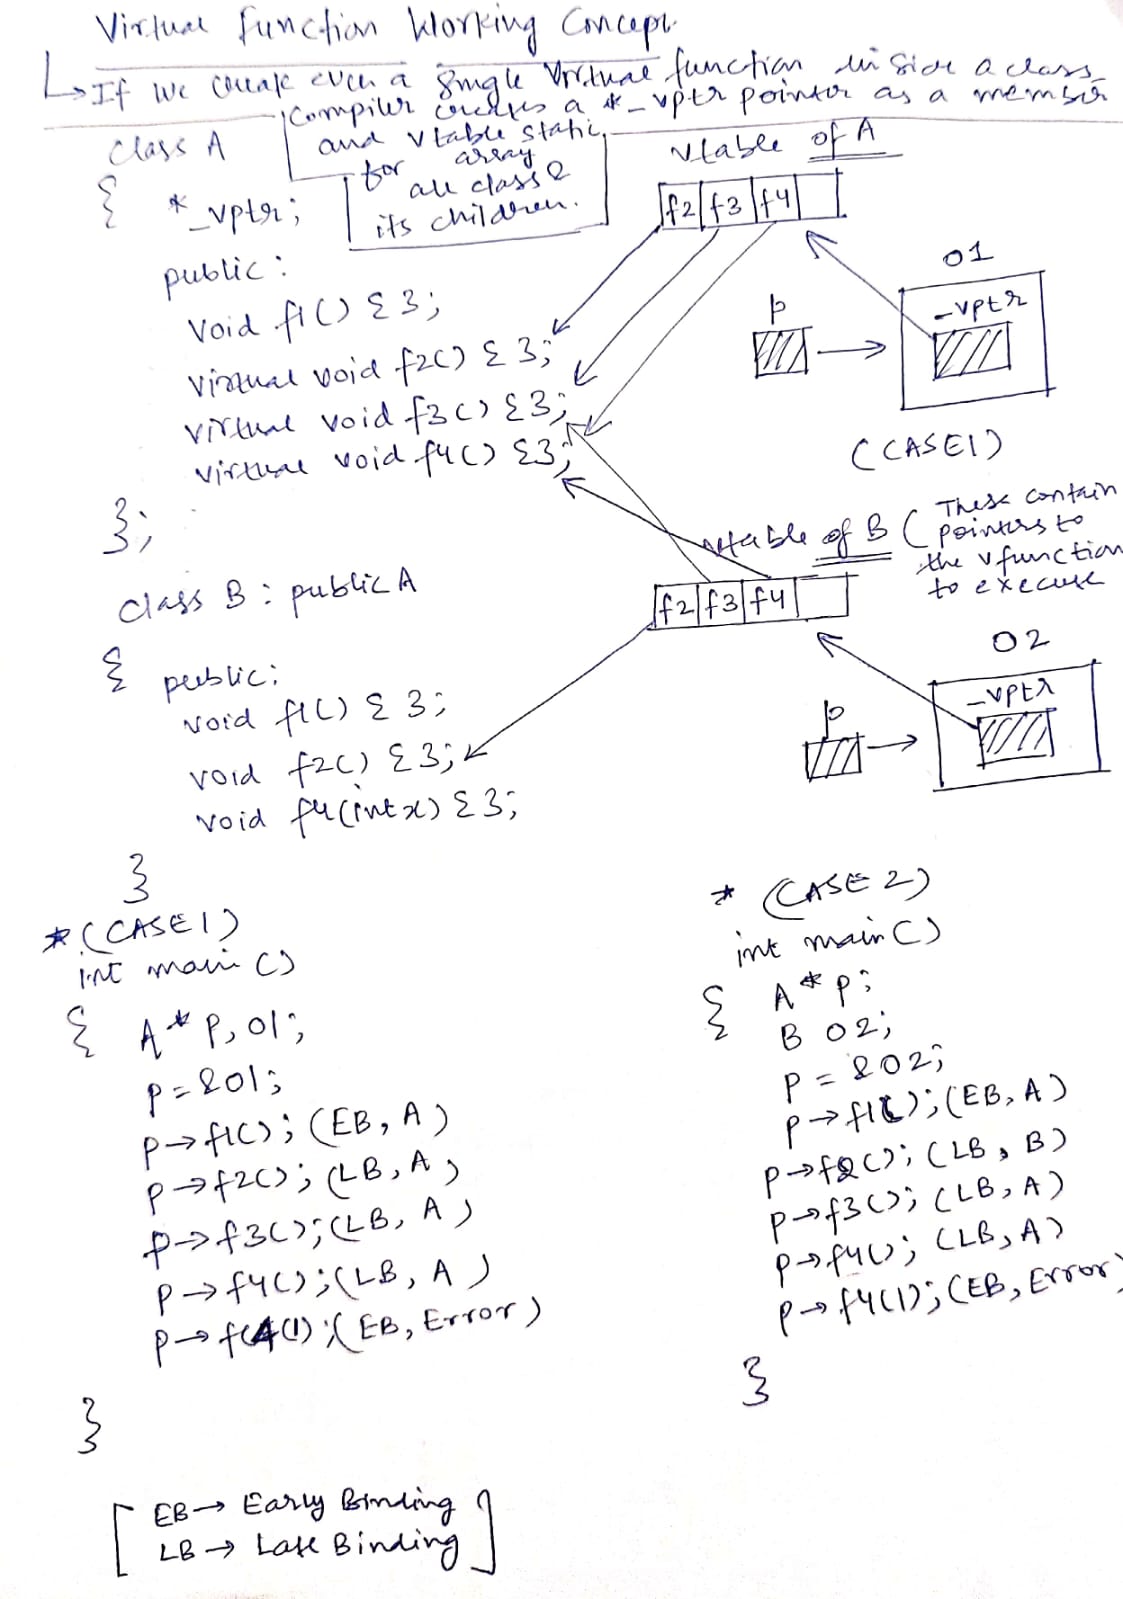 Virtual Function Working Concept
If we create even a single Virtual function inside a class,
Compiler creates a *_vptr pointer as a member
and vtable static
array
for
all class &
its children.
class A
{
*_vptr;
public:
void f1() {};
virtual void f2() {};
virtual void f3() {};
virtual void f4() {};
};
vtable of A
f2 f3 f4
p
O1
_vptr
(CASE1)
class B : public A
{
public:
void f1() {};
void f2() {};
void f4(int x) {};
}
vtable of B (These contain
pointers to
the v function
to execute
f2 f3 f4
p
O2
_vptr
*(CASE1)
int main()
{
A* p, o1;
p=&o1;
p->f1(); (EB, A)
p->f2(); (LB, A)
p->f3(); (LB, A)
p->f4(); (LB, A)
p->f(4(1); (EB, Error)
}
* (CASE 2)
int main()
{
A* p;
B o2;
p = &o2;
p->f1(); (EB, A)
p->f2(); (LB, B)
p->f3(); (LB, A)
p->f4(); (LB, A)
p->f4(1); (EB, Error)
}
[EB-> Early Binding
LB-> Late Binding]